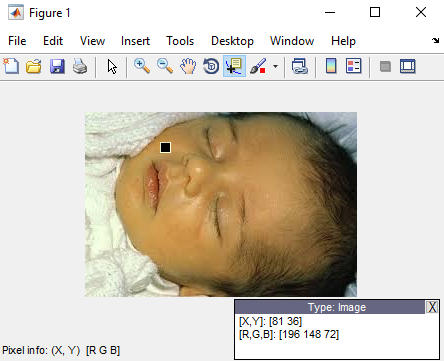 Figure 1
File Edit View Insert Tools Desktop Window Help
Type: Image X
[X,Y]: [81 36]
[R,G,B]: [196 148 72]
Pixel info: (X, Y) [R G B]